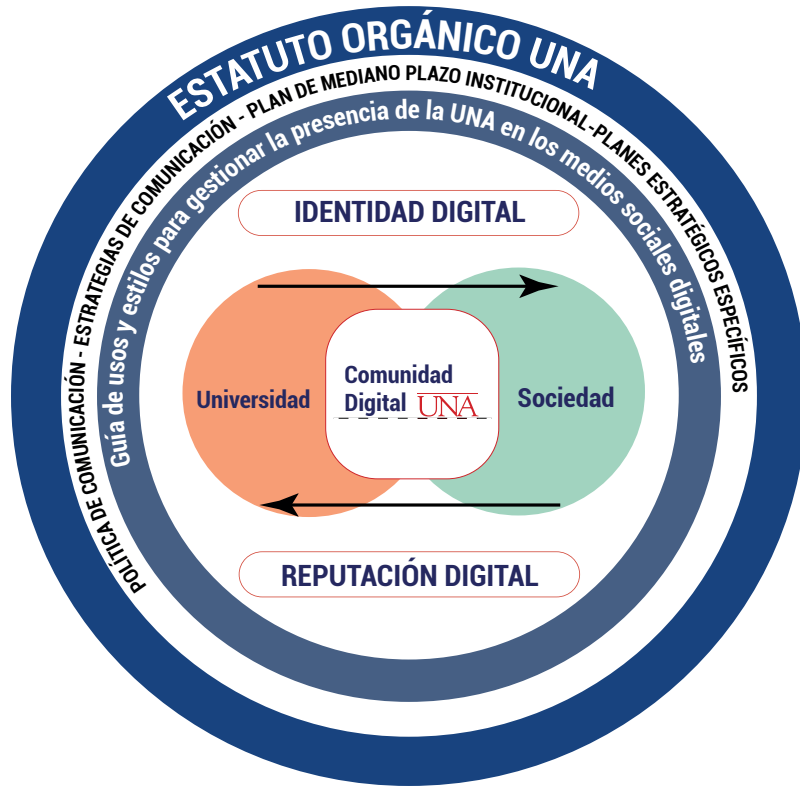 ESTATUTO ORGÁNICO UNA
POLÍTICA DE COMUNICACIÓN - ESTRATEGIAS DE COMUNICACIÓN - PLAN DE MEDIANO PLAZO INSTITUCIONAL-PLANES ESTRATÉGICOS ESPECÍFICOS
Guía de usos y estilos para gestionar la presencia de la UNA en los medios sociales digitales
IDENTIDAD DIGITAL
Universidad
Comunidad
Digital UNA
Sociedad
REPUTACIÓN DIGITAL